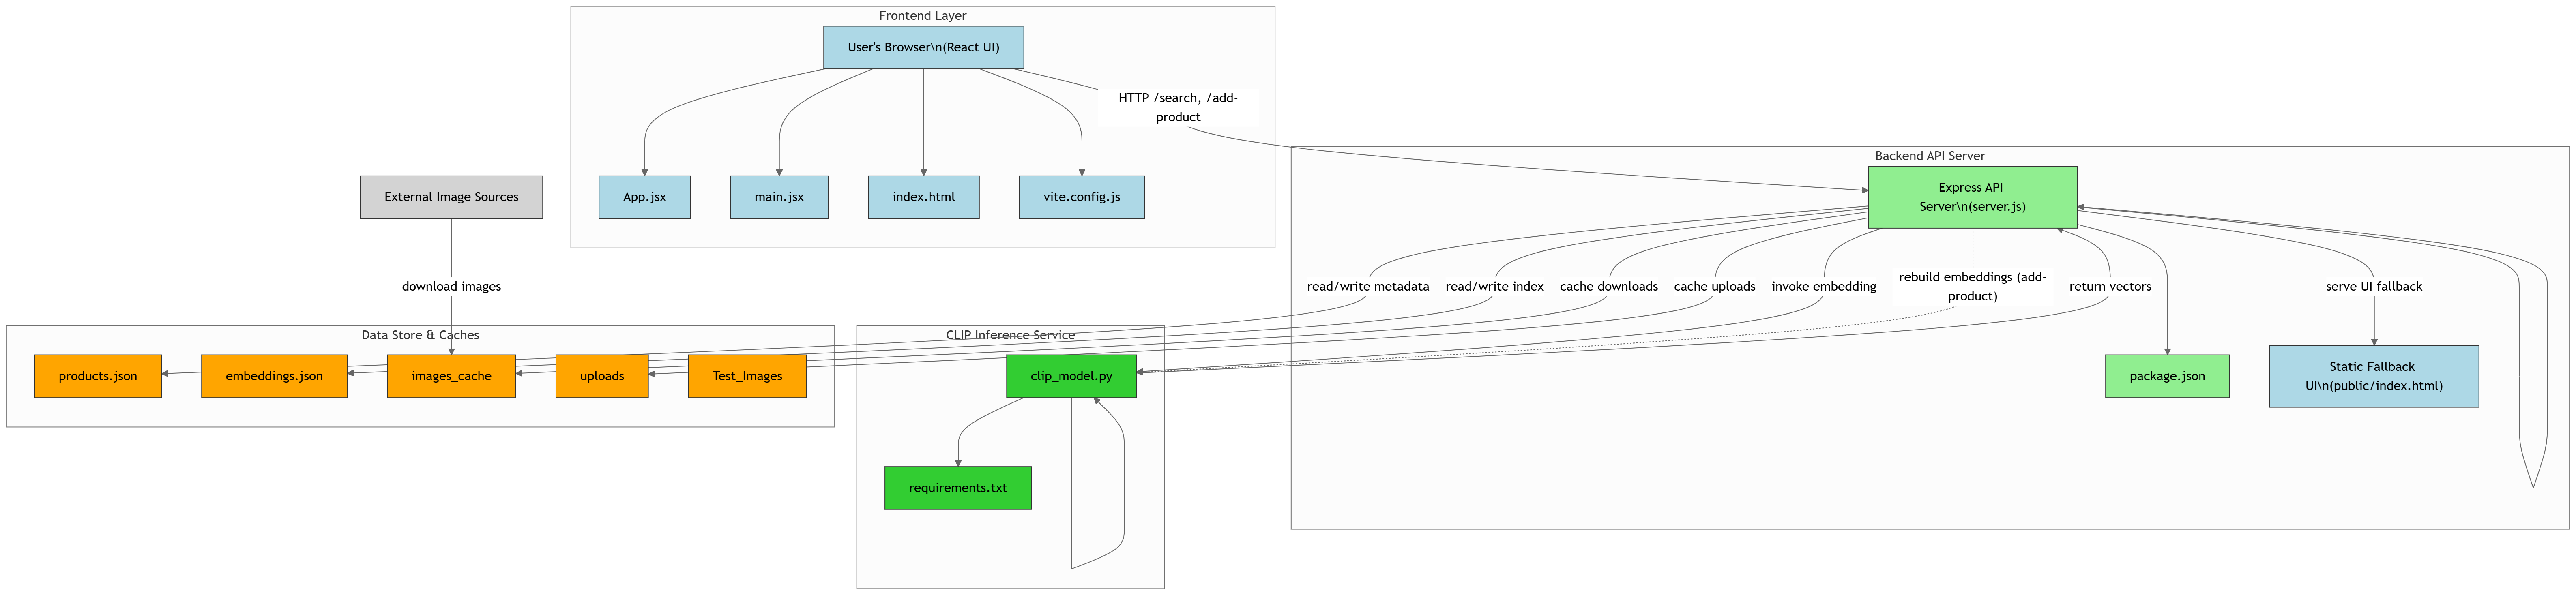 Frontend Layer
User's Browser\n(React UI)
HTTP /search, /add-
product
App.jsx
main.jsx
index.html
vite.config.js
External Image Sources
download images
Backend API Server
Express API
Server\n(server.js)
read/write metadata
read/write index
cache downloads
cache uploads
invoke embedding
rebuild embeddings (add-
product)
return vectors
serve UI fallback
Data Store & Caches
products.json
embeddings.json
images_cache
uploads
Test_Images
CLIP Inference Service
clip_model.py
requirements.txt
package.json
Static Fallback
UI\n(public/index.html)